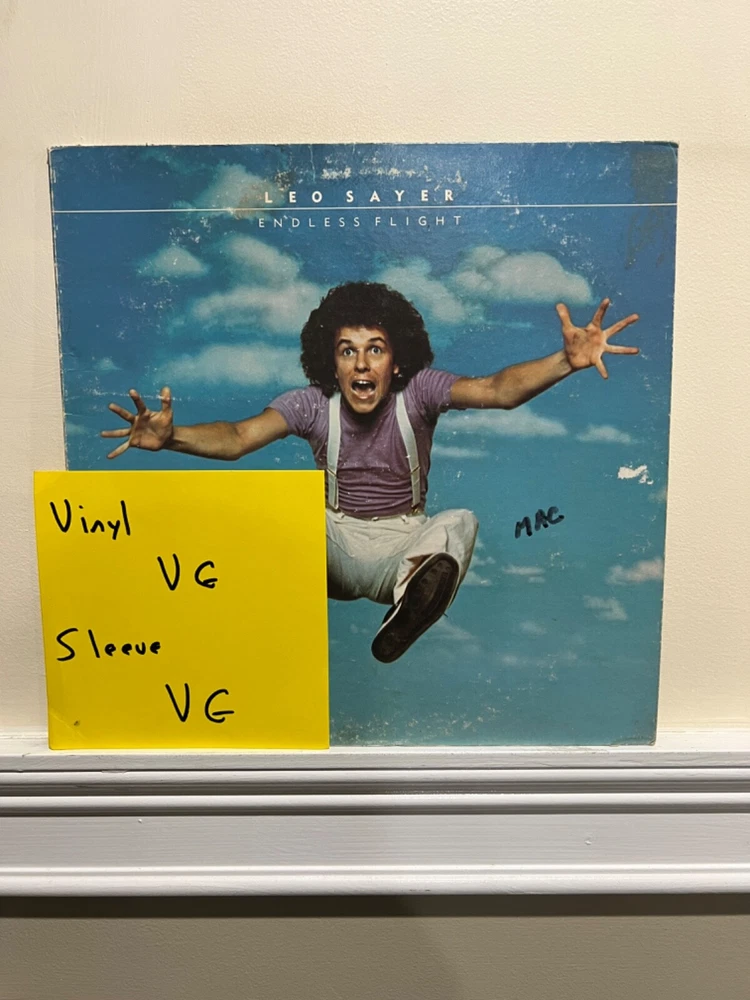 LEO SAYER
ENDLESS FLIGHT
MAC
Vinyl
VG
Sleeve
VG